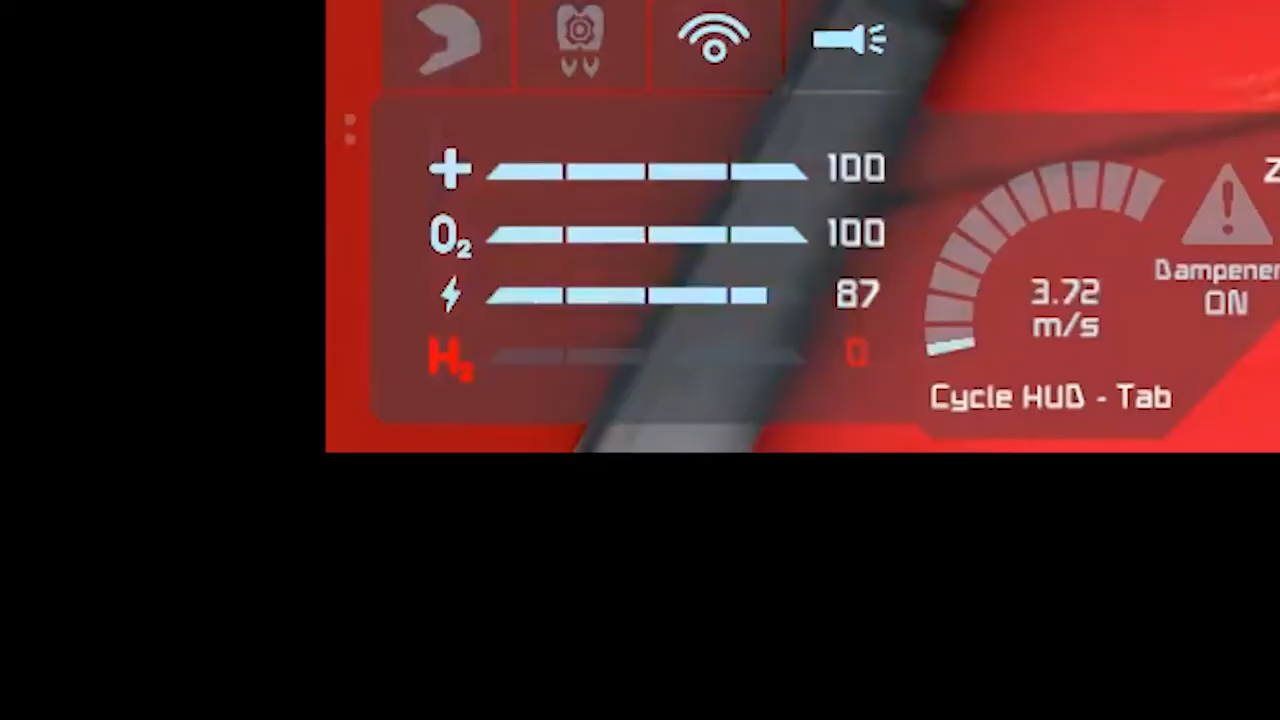 100
O₂ 100
87
H₂ 0
3.72
m/s
Dampener
ON
Cycle HUD - Tab